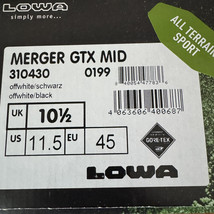 LOWA
simply more...
ALL TERRAIN
SPORT
MERGER GTX MID
310430 0199
offwhite/schwarz
offwhite/black
UK 10½
US 11.5 EU 45
4 063606 400687
GORE-TEX
LOWA